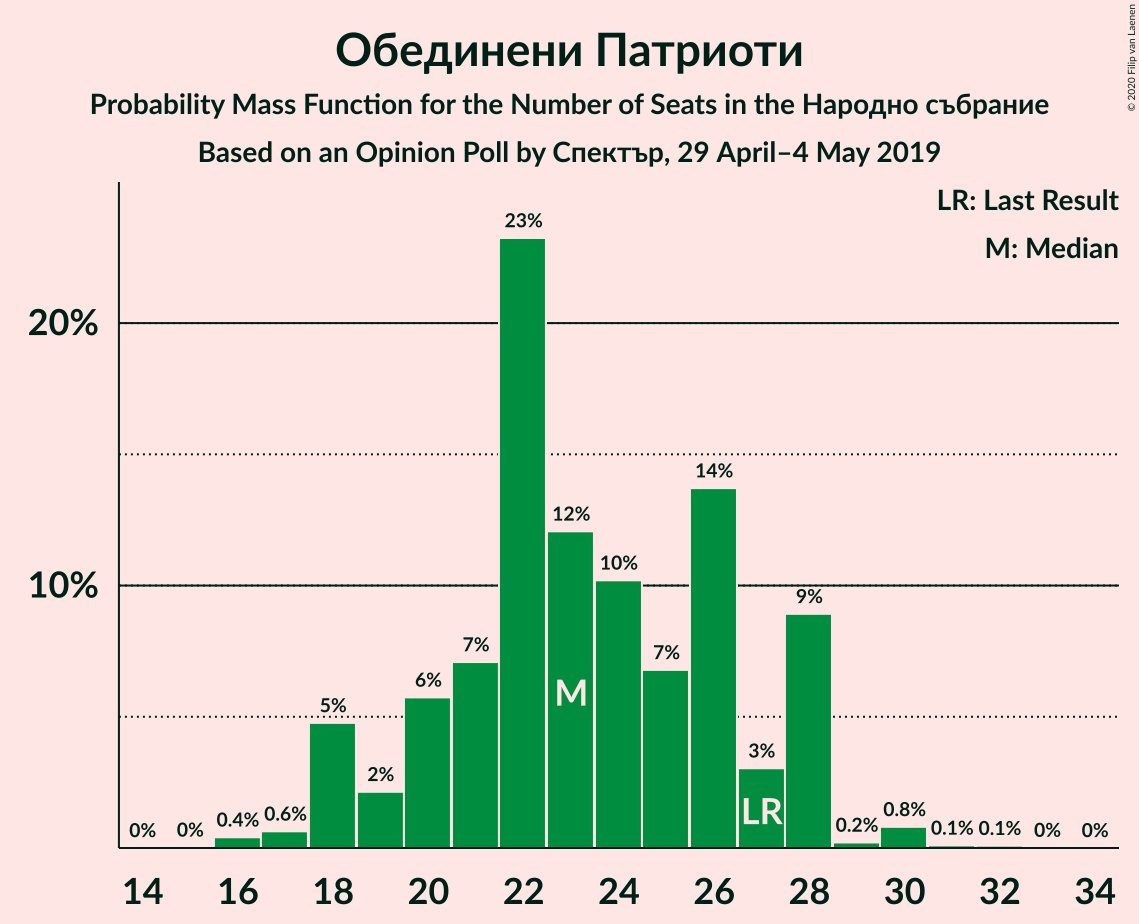 Обединени Патриоти
Probability Mass Function for the Number of Seats in the Народно събрание
Based on an Opinion Poll by Спектър, 29 April–4 May 2019
© 2020 Filip van Laenen
LR: Last Result
M: Median
20%
10%
0%
0%
0.4%
0.6%
5%
2%
6%
7%
23%
12%
10%
7%
14%
3%
9%
0.2%
0.8%
0.1%
0.1%
0%
0%
M
LR
14 16 18 20 22 24 26 28 30 32 34